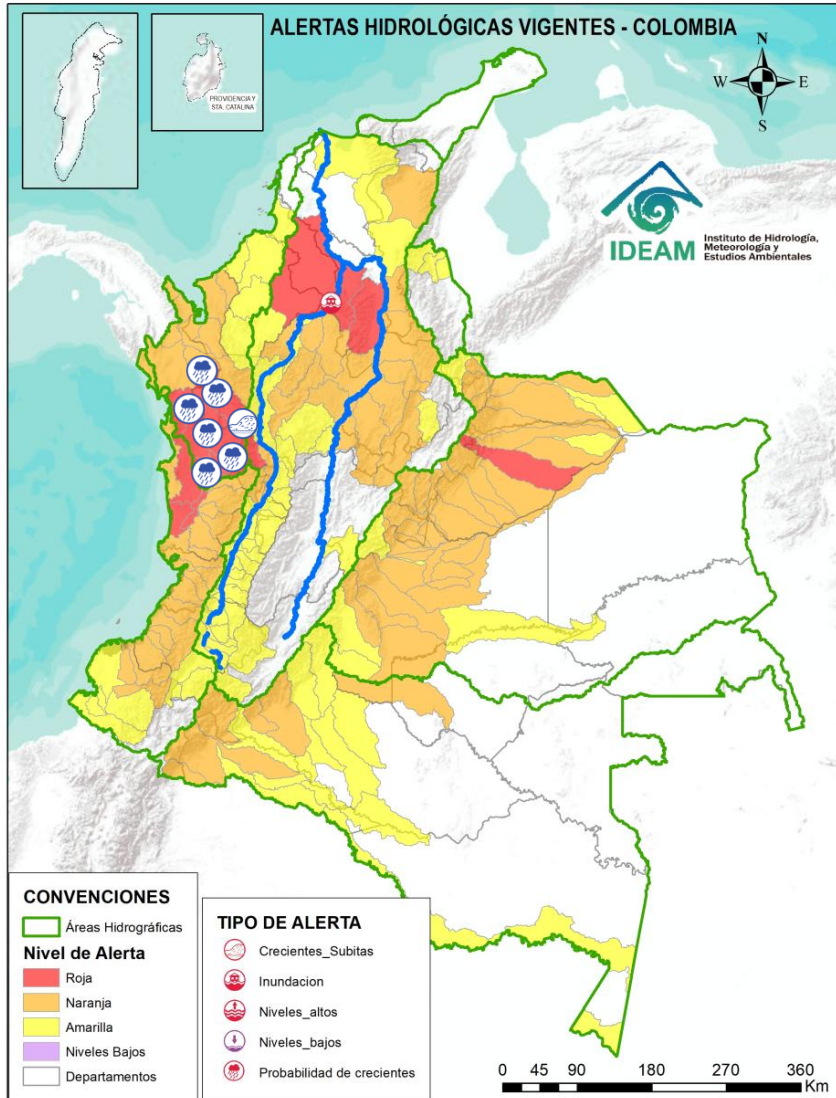 ALERTAS HIDROLÓGICAS VIGENTES - COLOMBIA
PROVIDENCIA Y
STA. CATALINA
N
W
E
S
IDEAM
Instituto de Hidrología,
Meteorología y
Estudios Ambientales
CONVENCIONES
Áreas Hidrográficas
Nivel de Alerta
Roja
Naranja
Amarilla
Niveles Bajos
Departamentos
TIPO DE ALERTA
Crecientes_Subitas
Inundacion
Niveles_altos
Niveles_bajos
Probabilidad de crecientes
0 45 90 180 270 360
Km